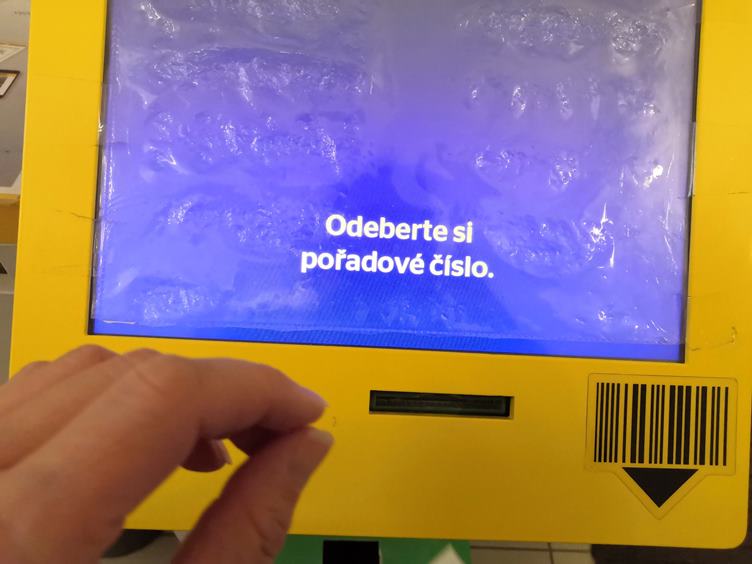 Odeberte si
pořadové číslo.